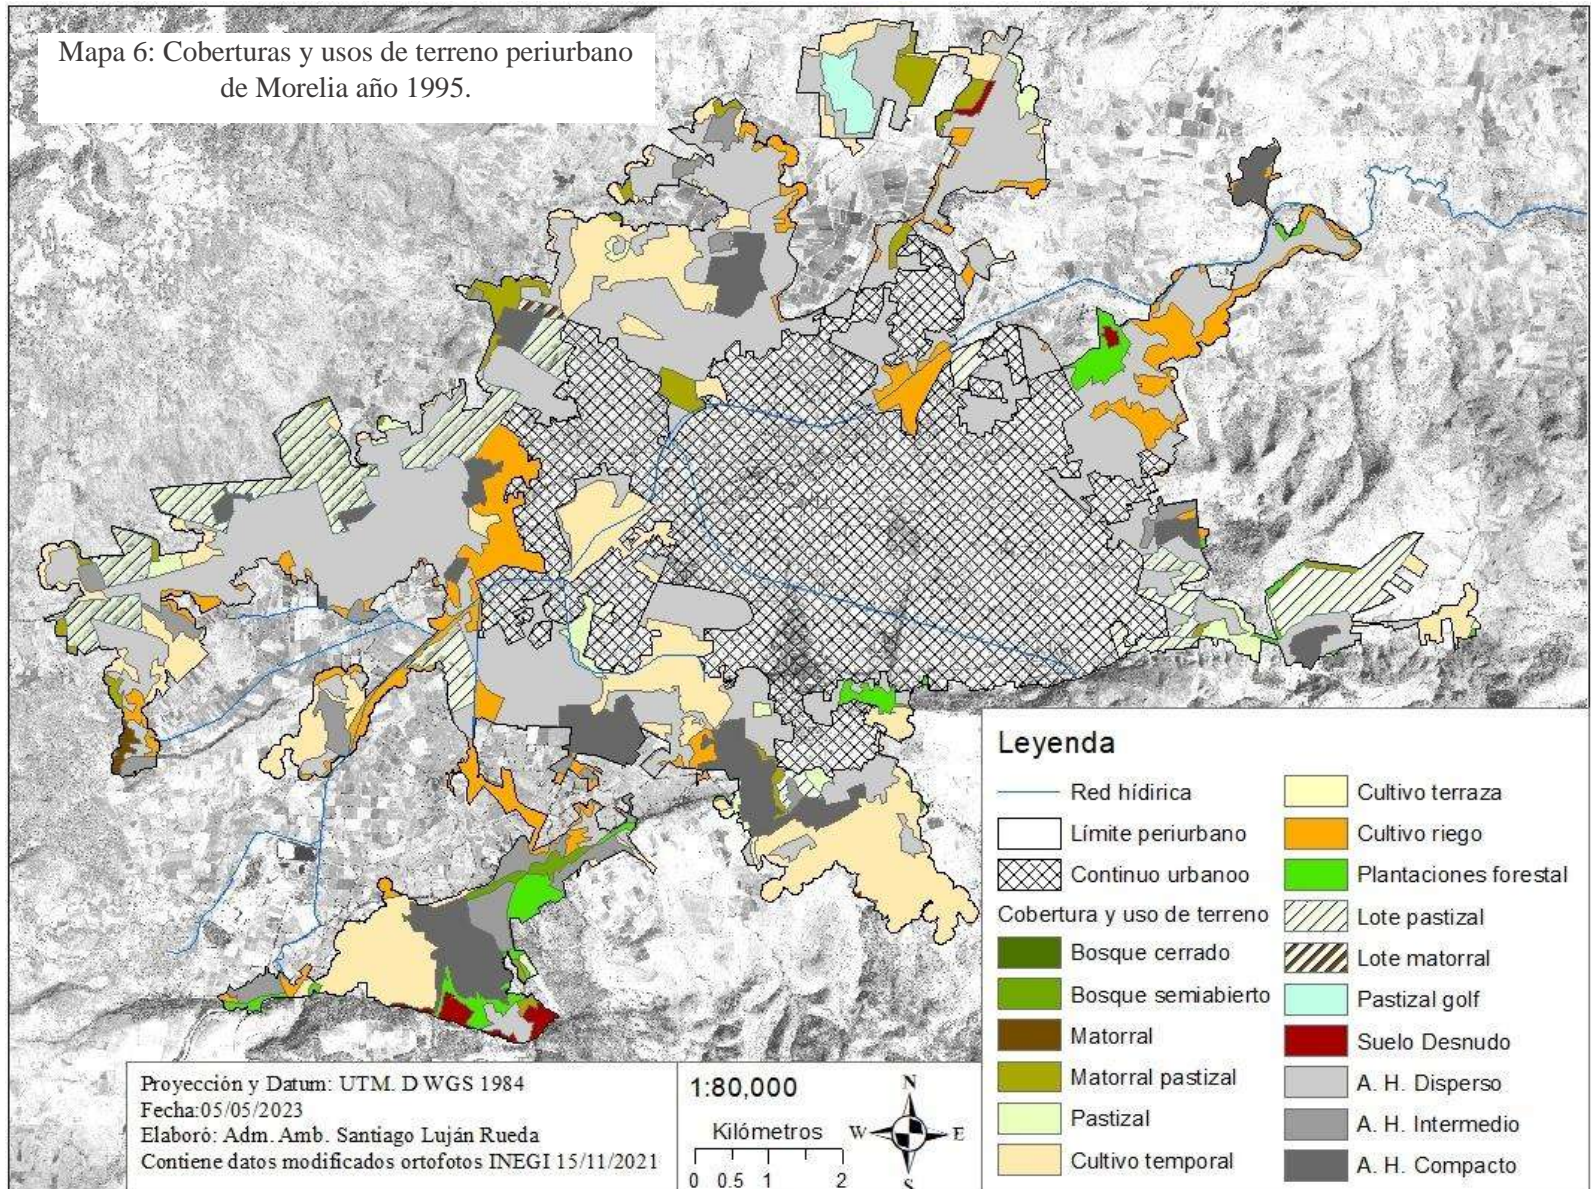 Mapa 6: Coberturas y usos de terreno periurbano
de Morelia año 1995.
Leyenda
Red hídirica
Límite periurbano
Continuo urbanoo
Cobertura y uso de terreno
Bosque cerrado
Bosque semiabierto
Matorral
Matorral pastizal
Pastizal
Cultivo temporal
Cultivo terraza
Cultivo riego
Plantaciones forestal
Lote pastizal
Lote matorral
Pastizal golf
Suelo Desnudo
A. H. Disperso
A. H. Intermedio
A. H. Compacto
Proyección y Datum: UTM. D WGS 1984
Fecha:05/05/2023
Elaboró: Adm. Amb. Santiago Luján Rueda
Contiene datos modificados ortofotos INEGI 15/11/2021
1:80,000
Kilómetros
0 0.5 1 2
N
W E
S